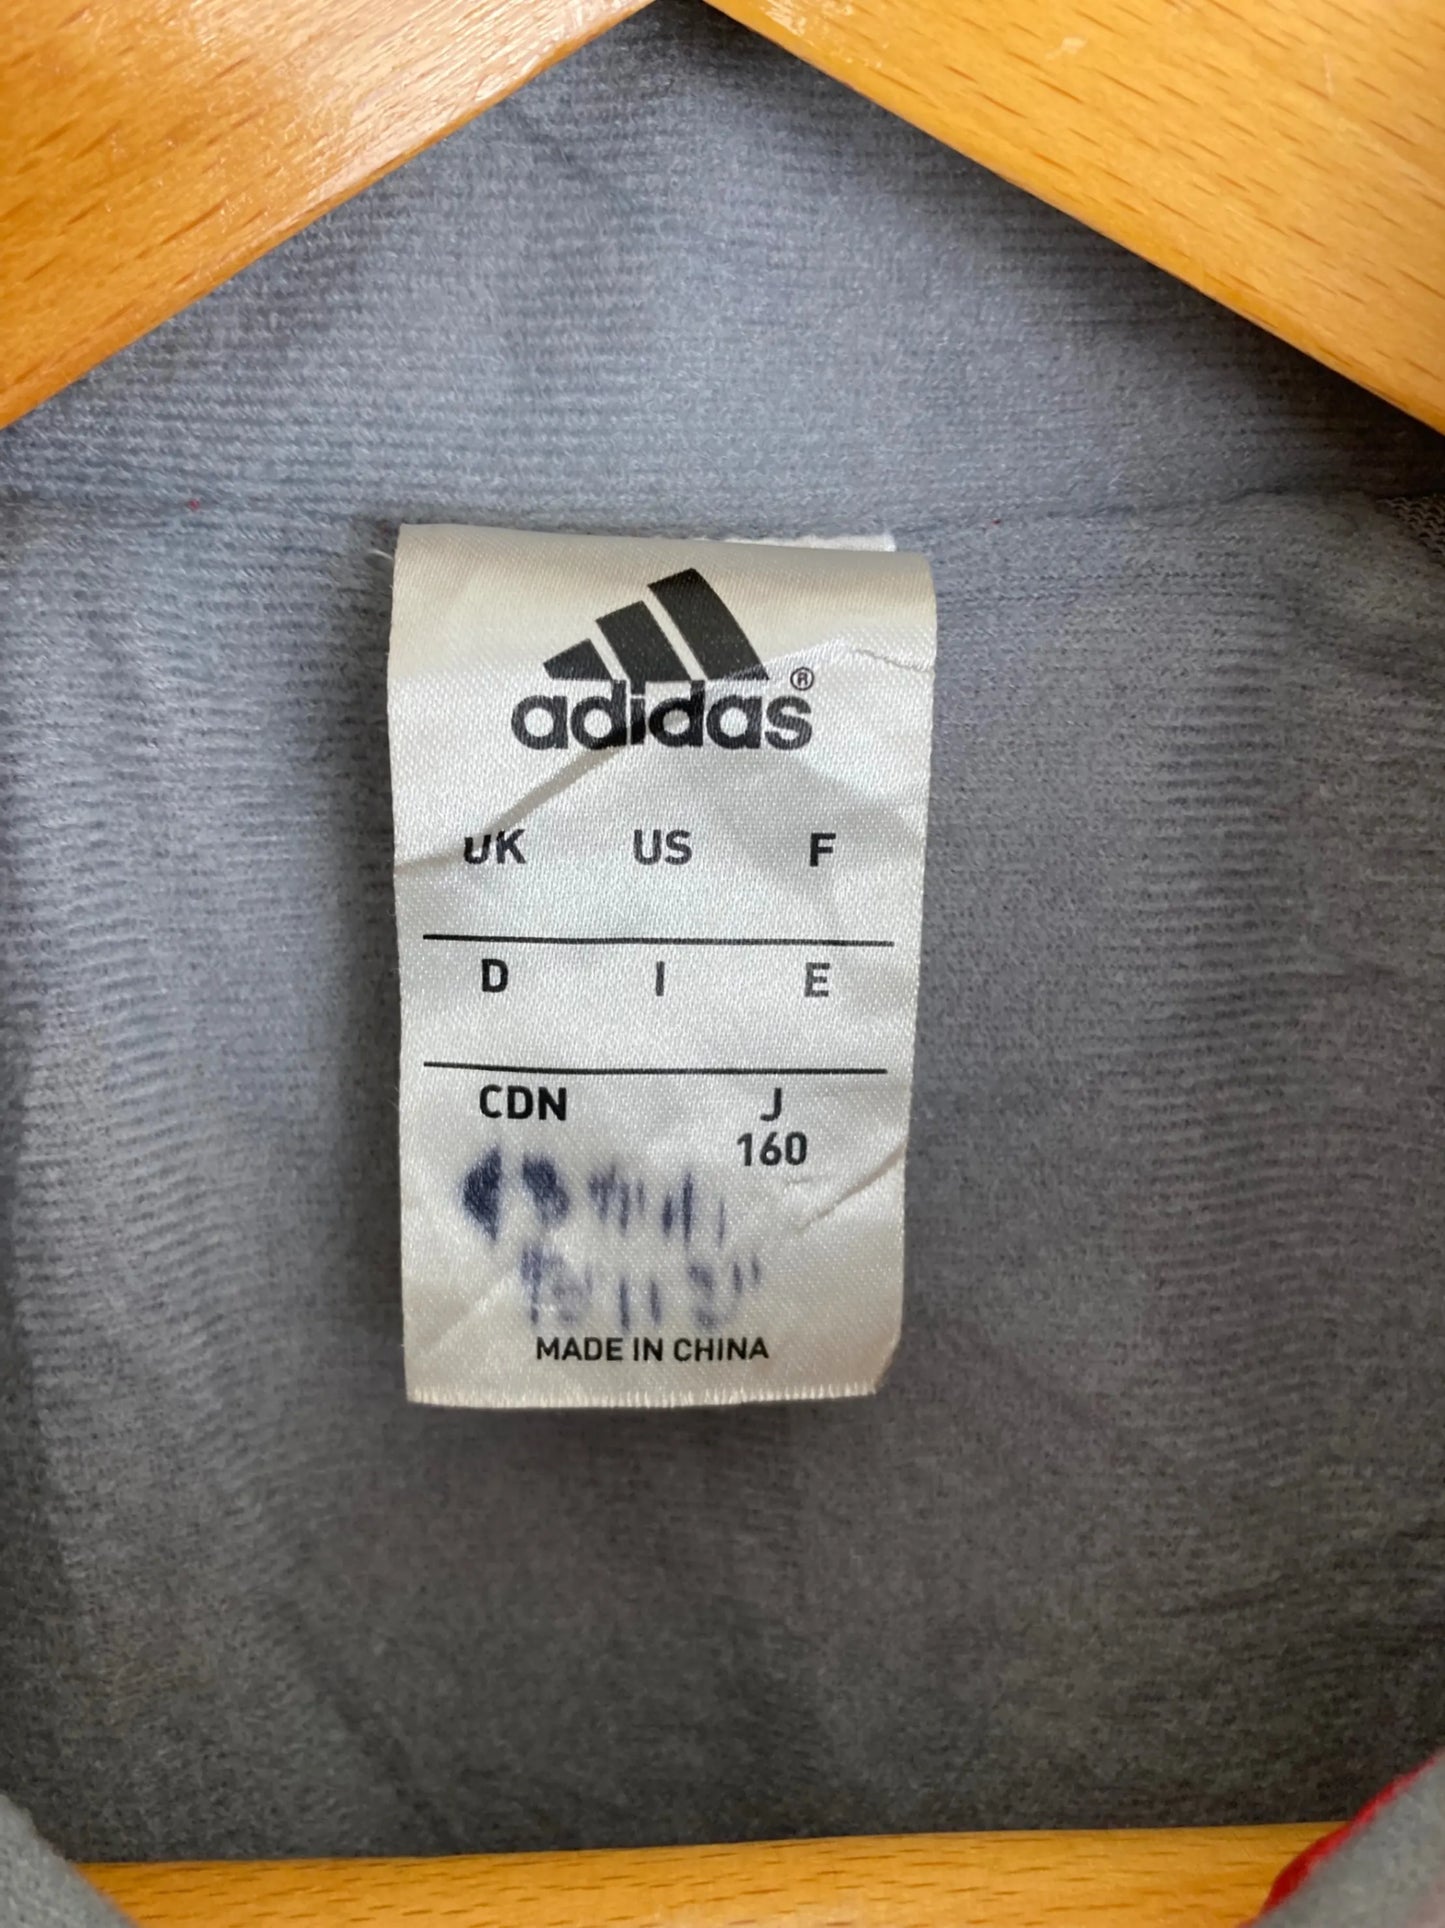 adidas®
UK US F
D I E
CDN J
160
MADE IN CHINA